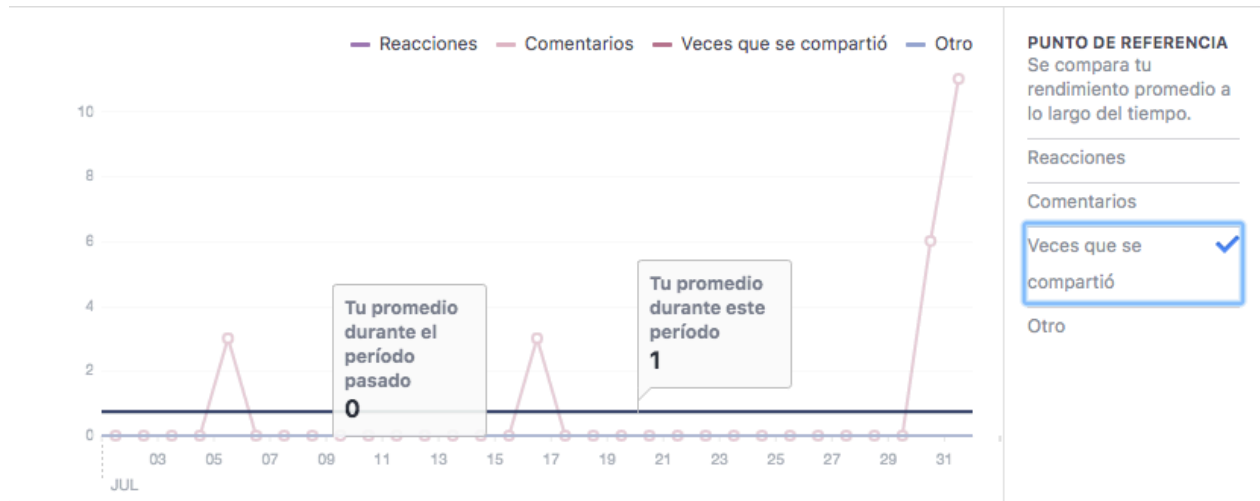 Reacciones Comentarios Veces que se compartió Otro
10
8
6
4
2
0
Tu promedio
durante el
período
pasado
0
Tu promedio
durante este
período
1
03 05 07 09 11 13 15 17 19 21 23 25 27 29 31
JUL
PUNTO DE REFERENCIA
Se compara tu
rendimiento promedio a
lo largo del tiempo.
Reacciones
Comentarios
Veces que se
compartió
Otro